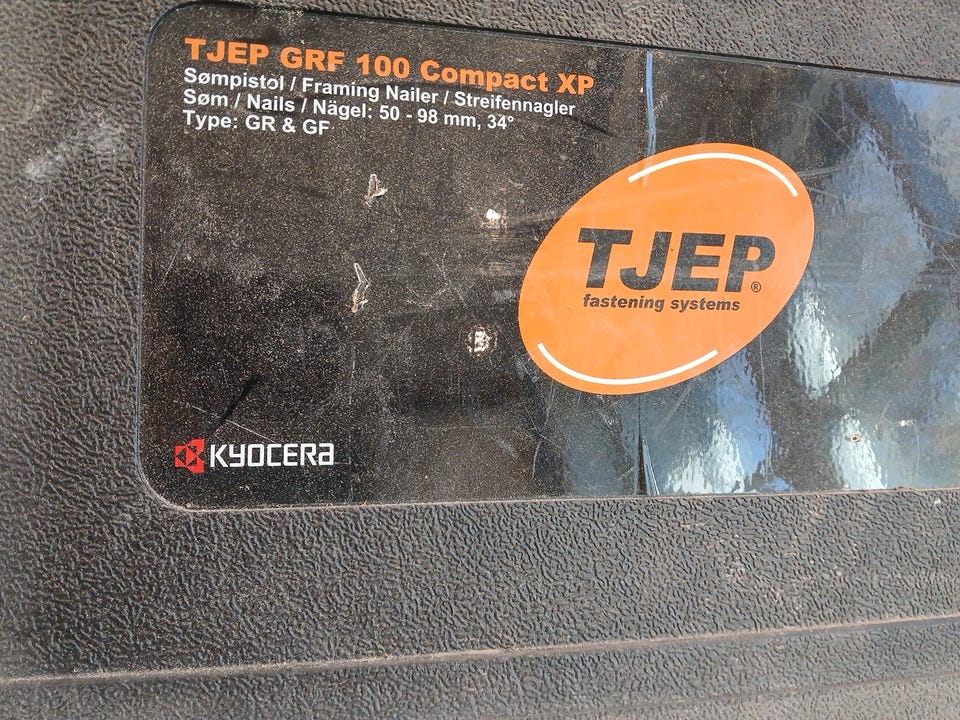 TJEP GRF 100 Compact XP
Sømpistol / Framing Nailer / Streifennagler
Søm / Nails / Nägel: 50 - 98 mm, 34°
Type: GR & GF
TJEP®
fastening systems
KYOCERA